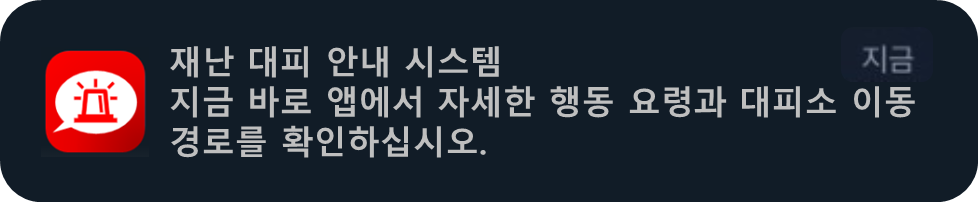 재난 대피 안내 시스템
지금
지금 바로 앱에서 자세한 행동 요령과 대피소 이동
경로를 확인하십시오.